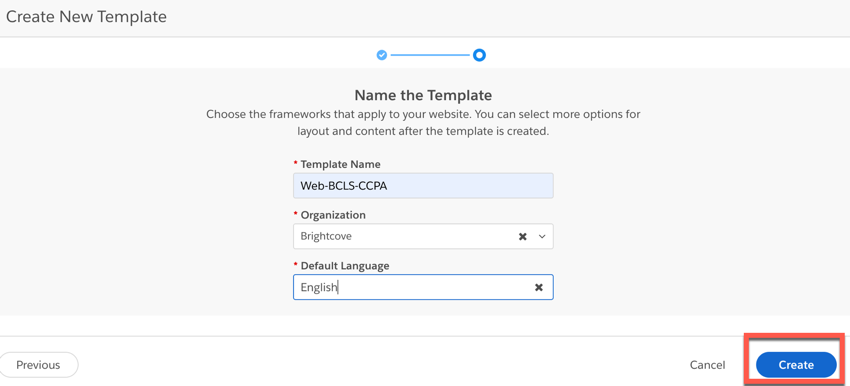 Create New Template
Name the Template
Choose the frameworks that apply to your website. You can select more options for
layout and content after the template is created.
* Template Name
Web-BCLS-CCPA
* Organization
Brightcove
* Default Language
English
Previous
Cancel
Create